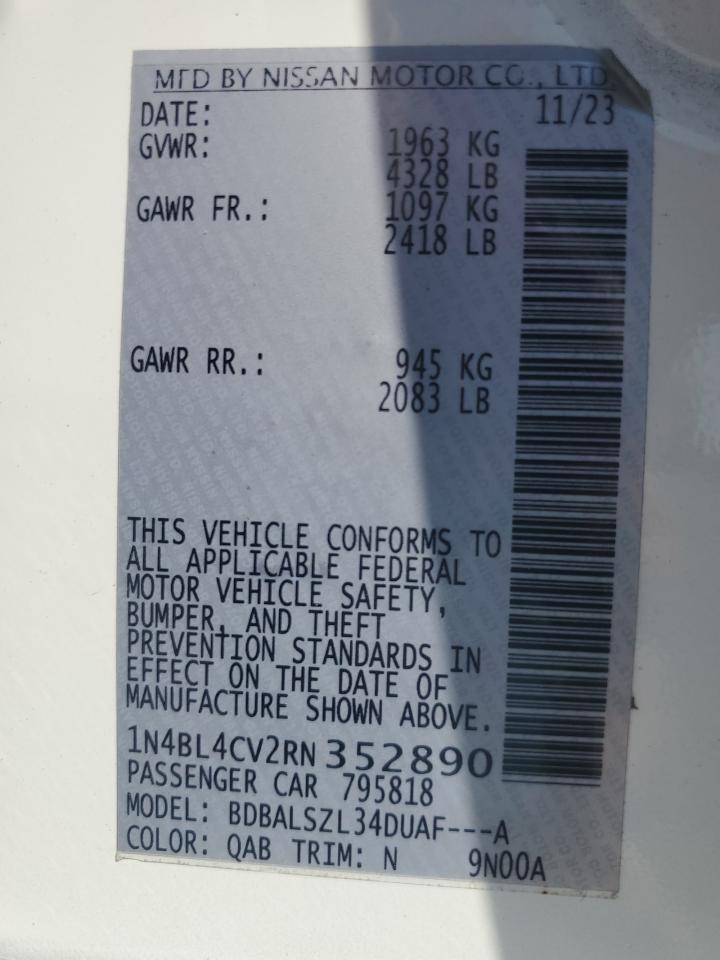 MFD BY NISSAN MOTOR CO., LTD.
DATE: 11/23
GVWR: 1963 KG
4328 LB
GAWR FR.: 1097 KG
2418 LB
GAWR RR.: 945 KG
2083 LB
THIS VEHICLE CONFORMS TO
ALL APPLICABLE FEDERAL
MOTOR VEHICLE SAFETY,
BUMPER, AND THEFT
PREVENTION STANDARDS IN
EFFECT ON THE DATE OF
MANUFACTURE SHOWN ABOVE.
1N4BL4CV2RN352890
PASSENGER CAR 795818
MODEL: BDBALSZL34DUAF---A
COLOR: QAB TRIM: N 9N00A